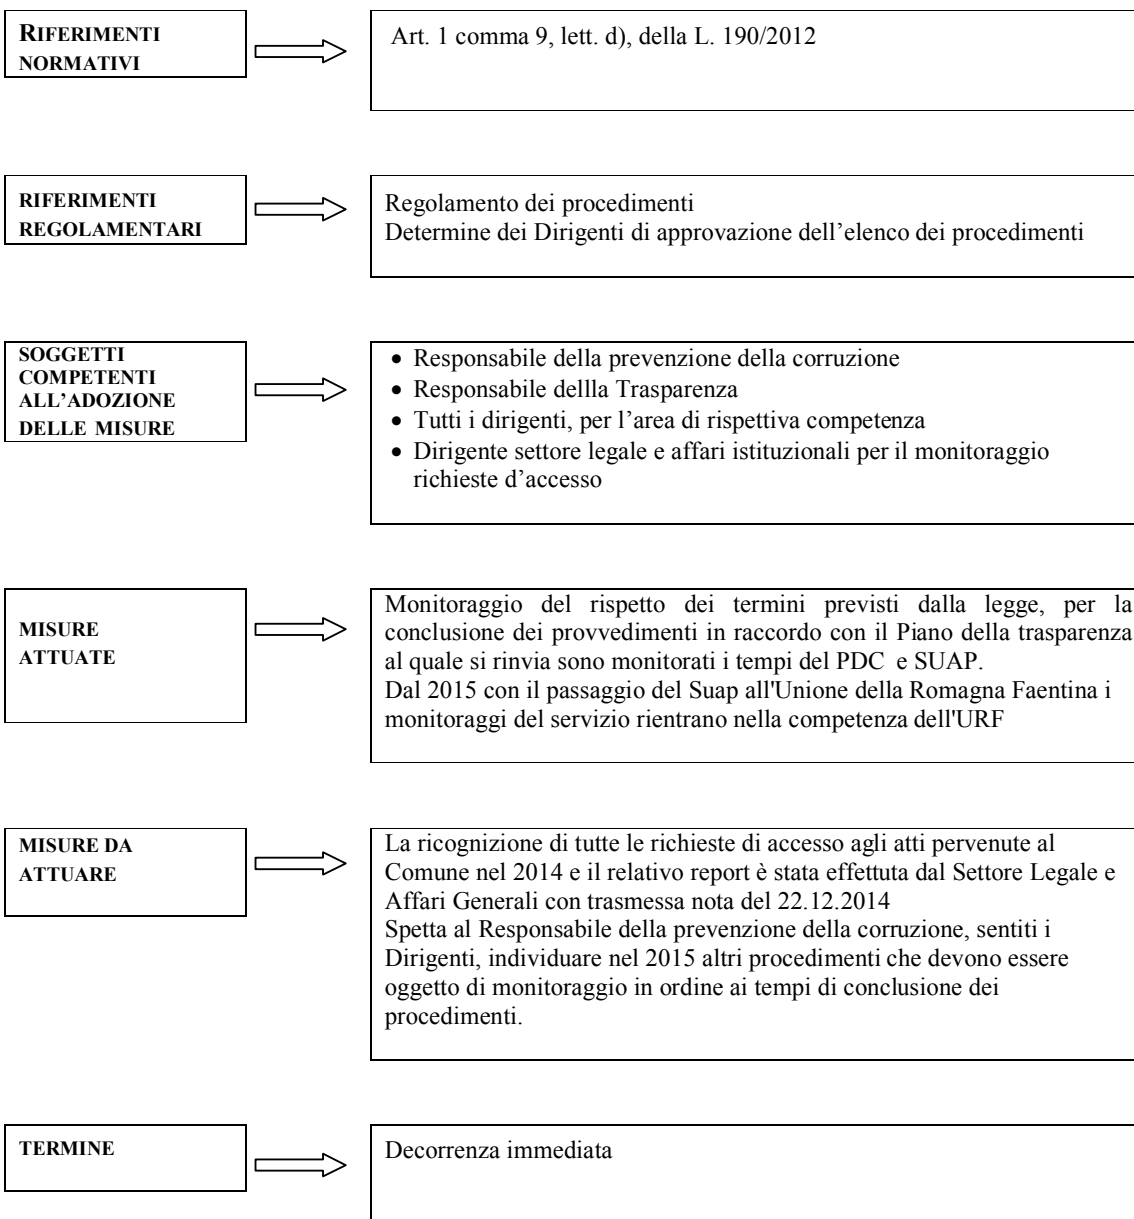 RIFERIMENTI
NORMATIVI
Art. 1 comma 9, lett. d), della L. 190/2012
RIFERIMENTI
REGOLAMENTARI
Regolamento dei procedimenti
Determine dei Dirigenti di approvazione dell’elenco dei procedimenti
SOGGETTI
COMPETENTI
ALL’ADOZIONE
DELLE MISURE
• Responsabile della prevenzione della corruzione
• Responsabile dellla Trasparenza
• Tutti i dirigenti, per l’area di rispettiva competenza
• Dirigente settore legale e affari istituzionali per il monitoraggio
richieste d’accesso
MISURE
ATTUATE
Monitoraggio del rispetto dei termini previsti dalla legge, per la
conclusione dei provvedimenti in raccordo con il Piano della trasparenza
al quale si rinvia sono monitorati i tempi del PDC e SUAP.
Dal 2015 con il passaggio del Suap all'Unione della Romagna Faentina i
monitoraggi del servizio rientrano nella competenza dell'URF
MISURE DA
ATTUARE
La ricognizione di tutte le richieste di accesso agli atti pervenute al
Comune nel 2014 e il relativo report è stata effettuta dal Settore Legale e
Affari Generali con trasmessa nota del 22.12.2014
Spetta al Responsabile della prevenzione della corruzione, sentiti i
Dirigenti, individuare nel 2015 altri procedimenti che devono essere
oggetto di monitoraggio in ordine ai tempi di conclusione dei
procedimenti.
TERMINE
Decorrenza immediata